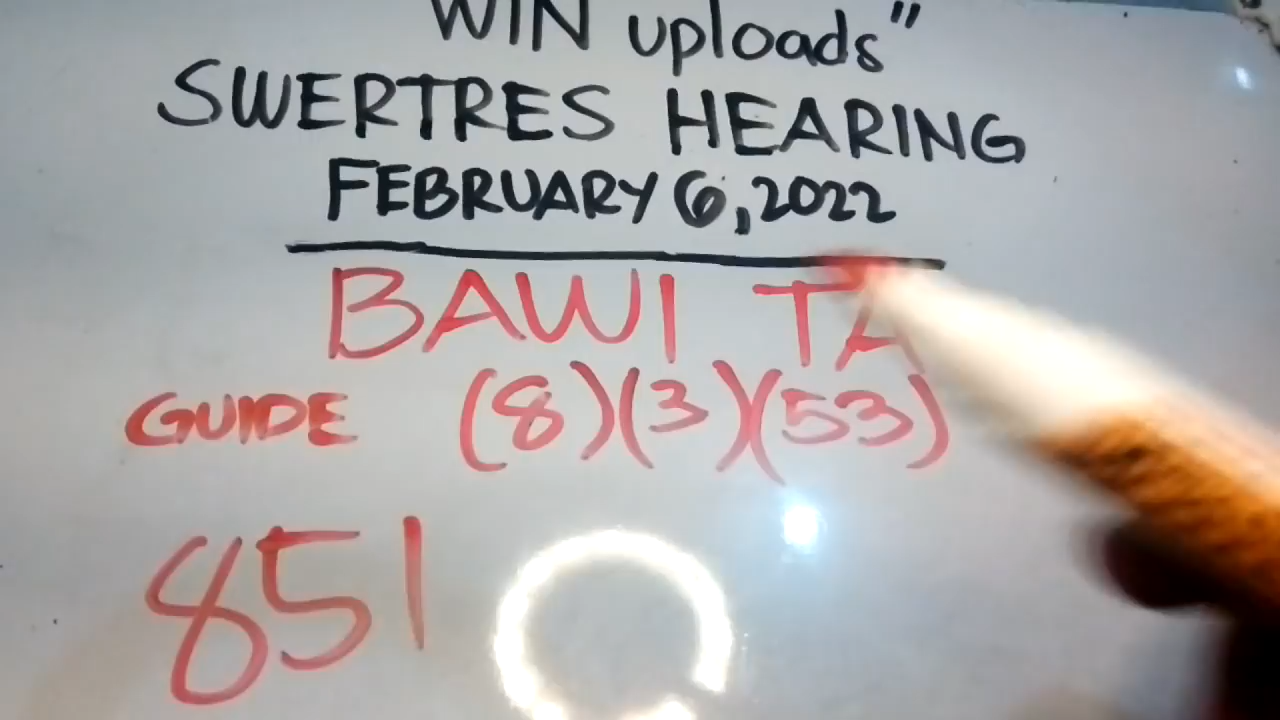 WIN uploads"
SWERTRES HEARING
FEBRUARY 6, 2022
BAWI TA
GUIDE (8)(3)(53)
851